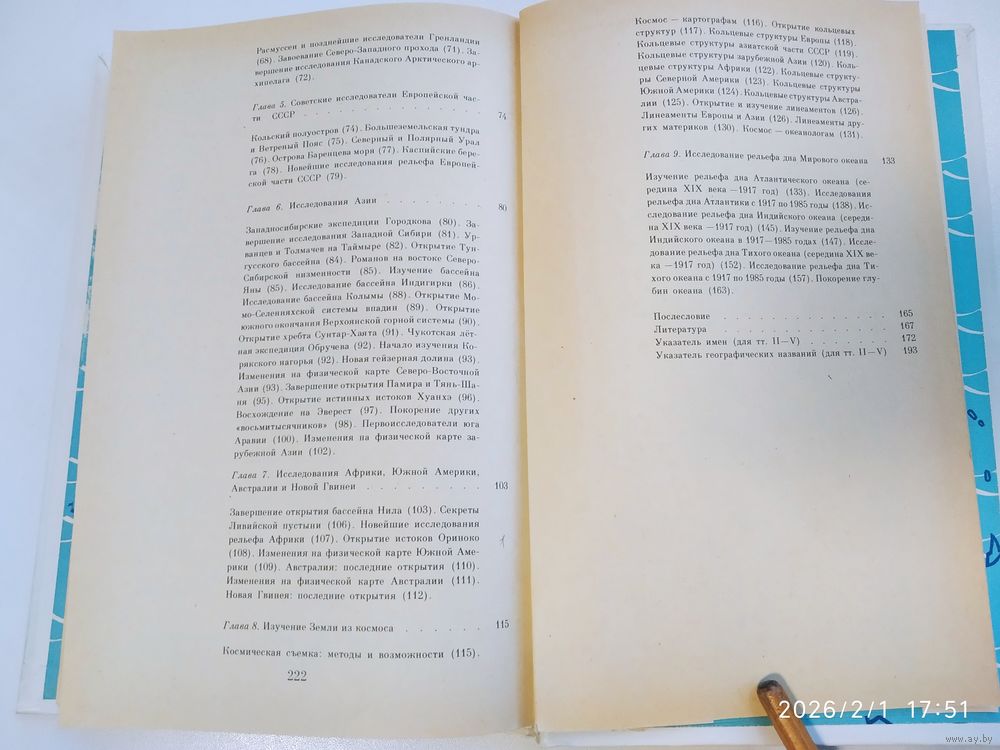 Расмуссен и позднейшие исследователи Гренландии
(68). Завоевание Северо-Западного прохода (71). За-
вершение исследования Канадского Арктического ар-
хипелага (72).
Глава 5. Советские исследователи Европейской час-
ти СССР . . . . . . . . . . . . . 74
Кольский полуостров (74). Большеземельская тундра
и Ветреный Пояс (75). Северный и Полярный Урал
(76). Острова Баренцева моря (77). Каспийские бере-
га (78). Новейшие исследования рельефа Европей-
ской части СССР (79).
Глава 6. Исследования Азии . . . . . . . . 80
Западносибирские экспедиции Городкова (80). За-
вершение исследования Западной Сибири (81). Ур-
ванцев и Толмачев на Таймыре (82). Открытие Тун-
гусского бассейна (84). Романов на востоке Северо-
Сибирской низменности (85). Изучение бассейна
Яны (85). Исследование бассейна Индигирки (86).
Исследование бассейна Колымы (88). Открытие Мо-
мо-Селенняхской системы впадин (89). Открытие
южного окончания Верхоянской горной системы (90).
Открытие хребта Сунтар-Хаята (91). Чукотская лёт-
ная экспедиция Обручева (92). Начало изучения Ко-
рякского нагорья (92). Новая гейзерная долина (93).
Изменения на физической карте Северо-Восточной
Азии (93). Завершение открытия Памира и Тянь-Ша-
ня (95). Открытие истинных истоков Хуанхэ (96).
Восхождение на Эверест (97). Покорение других
«восьмитысячников» (98). Первоисследователи юга
Аравии (100). Изменения на физической карте за-
рубежной Азии (102).
Глава 7. Исследования Африки, Южной Америки,
Австралии и Новой Гвинеи . . . . . . . . . 103
Завершение открытия бассейна Нила (103). Секреты
Ливийской пустыни (106). Новейшие исследования
рельефа Африки (107). Открытие истоков Ориноко
(108). Изменения на физической карте Южной Аме-
рики (109). Австралия: последние открытия (110).
Изменения на физической карте Австралии (111).
Новая Гвинея: последние открытия (112).
Глава 8. Изучение Земли из космоса . . . . . . 115
Космическая съемка: методы и возможности (115).
222
Космос — картографам (116). Открытие кольцевых
структур (117). Кольцевые структуры Европы (118).
Кольцевые структуры азиатской части СССР (119).
Кольцевые структуры зарубежной Азии (120). Коль-
цевые структуры Африки (122). Кольцевые структу-
ры Северной Америки (123). Кольцевые структуры
Южной Америки (124). Кольцевые структуры Австра-
лии (125). Открытие и изучение линеаментов (126).
Линеаменты Европы и Азии (126). Линеаменты дру-
гих материков (130). Космос — океанологам (131).
Глава 9. Исследование рельефа дна Мирового океана 133
Изучение рельефа дна Атлантического океана (се-
редина XIX века —1917 год) (133). Исследования
рельефа дна Атлантики с 1917 по 1985 годы (138). Ис-
следование рельефа дна Индийского океана (середи-
на XIX века —1917 год) (145). Изучение рельефа дна
Индийского океана в 1917—1985 годах (147). Иссле-
дование рельефа дна Тихого океана (середина XIX ве-
ка —1917 год) (152). Исследование рельефа дна Ти-
хого океана с 1917 по 1985 годы (157). Покорение глу-
бин океана (163).
Послесловие . . . . . . . . . . . . . 165
Литература . . . . . . . . . . . . . 167
Указатель имен (для тт. II—V) . . . . . . . 172
Указатель географических названий (для тт. II—V) 193
2026/2/1 17:51
www.ay.by